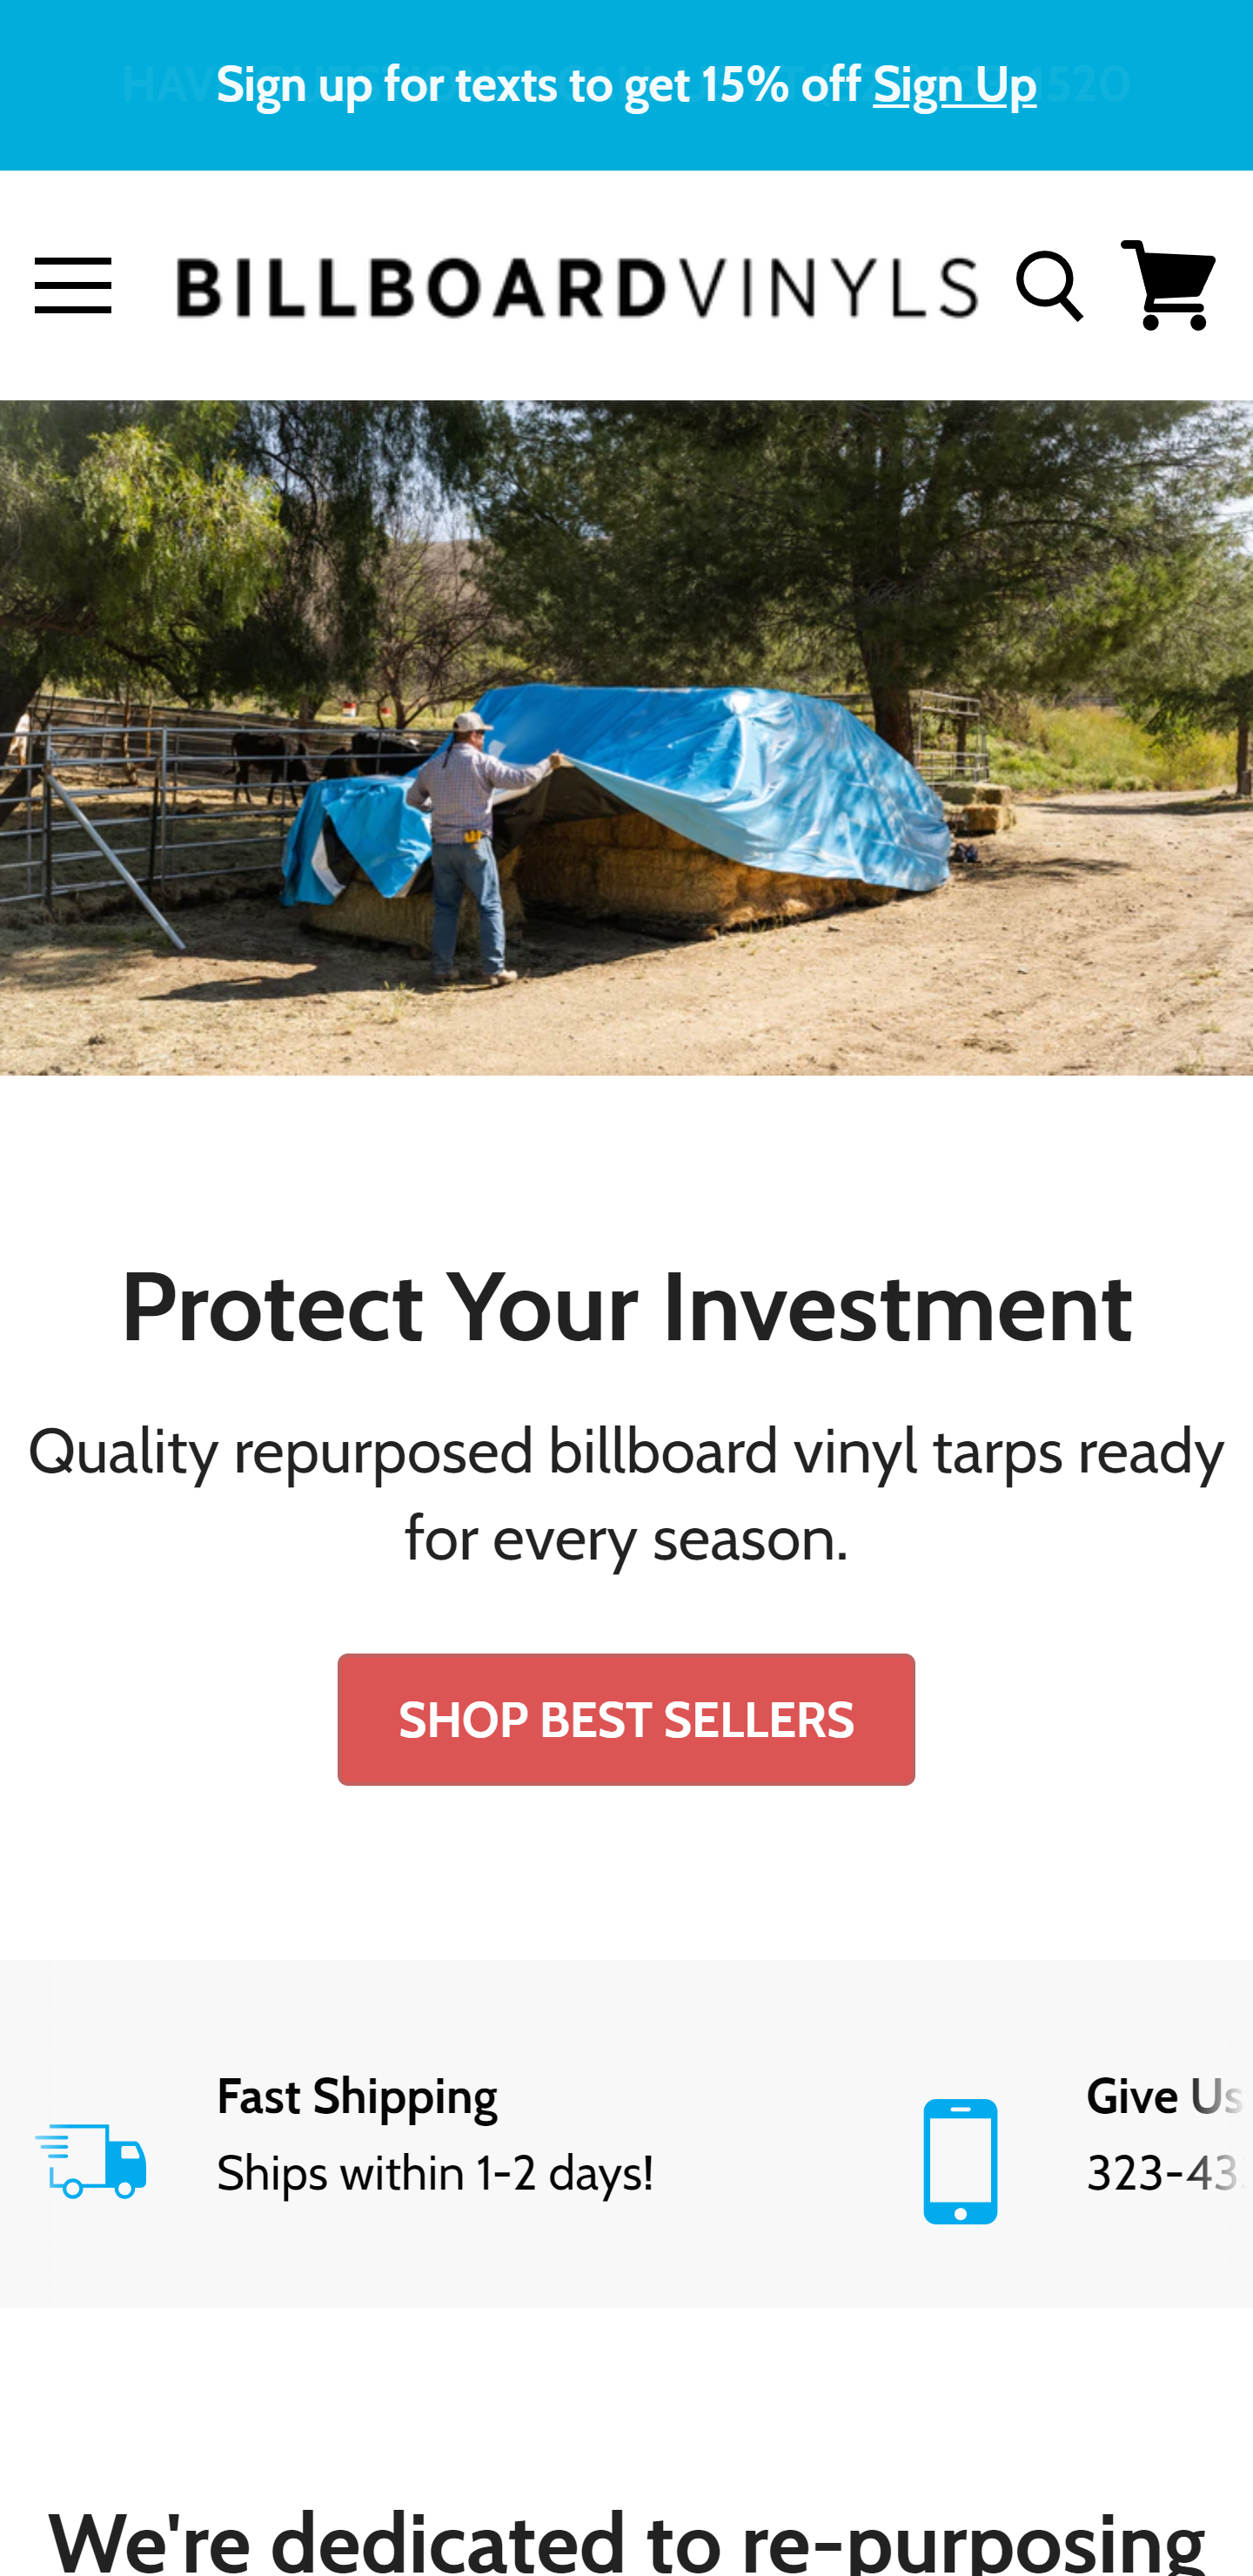 Sign up for texts to get 15% off Sign Up
BILLBOARDVINYLS
Protect Your Investment
Quality repurposed billboard vinyl tarps ready
for every season.
SHOP BEST SELLERS
Fast Shipping
Ships within 1-2 days!
Give Us
323-43
We're dedicated to re-purposing